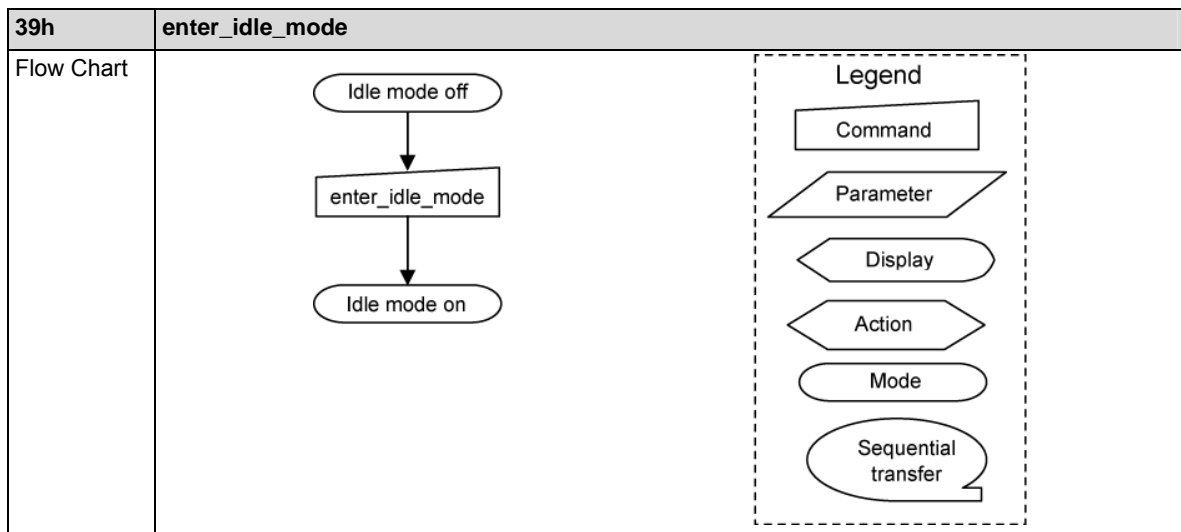 39h enter_idle_mode
Flow Chart
Idle mode off
enter_idle_mode
Idle mode on
Legend
Command
Parameter
Display
Action
Mode
Sequential
transfer